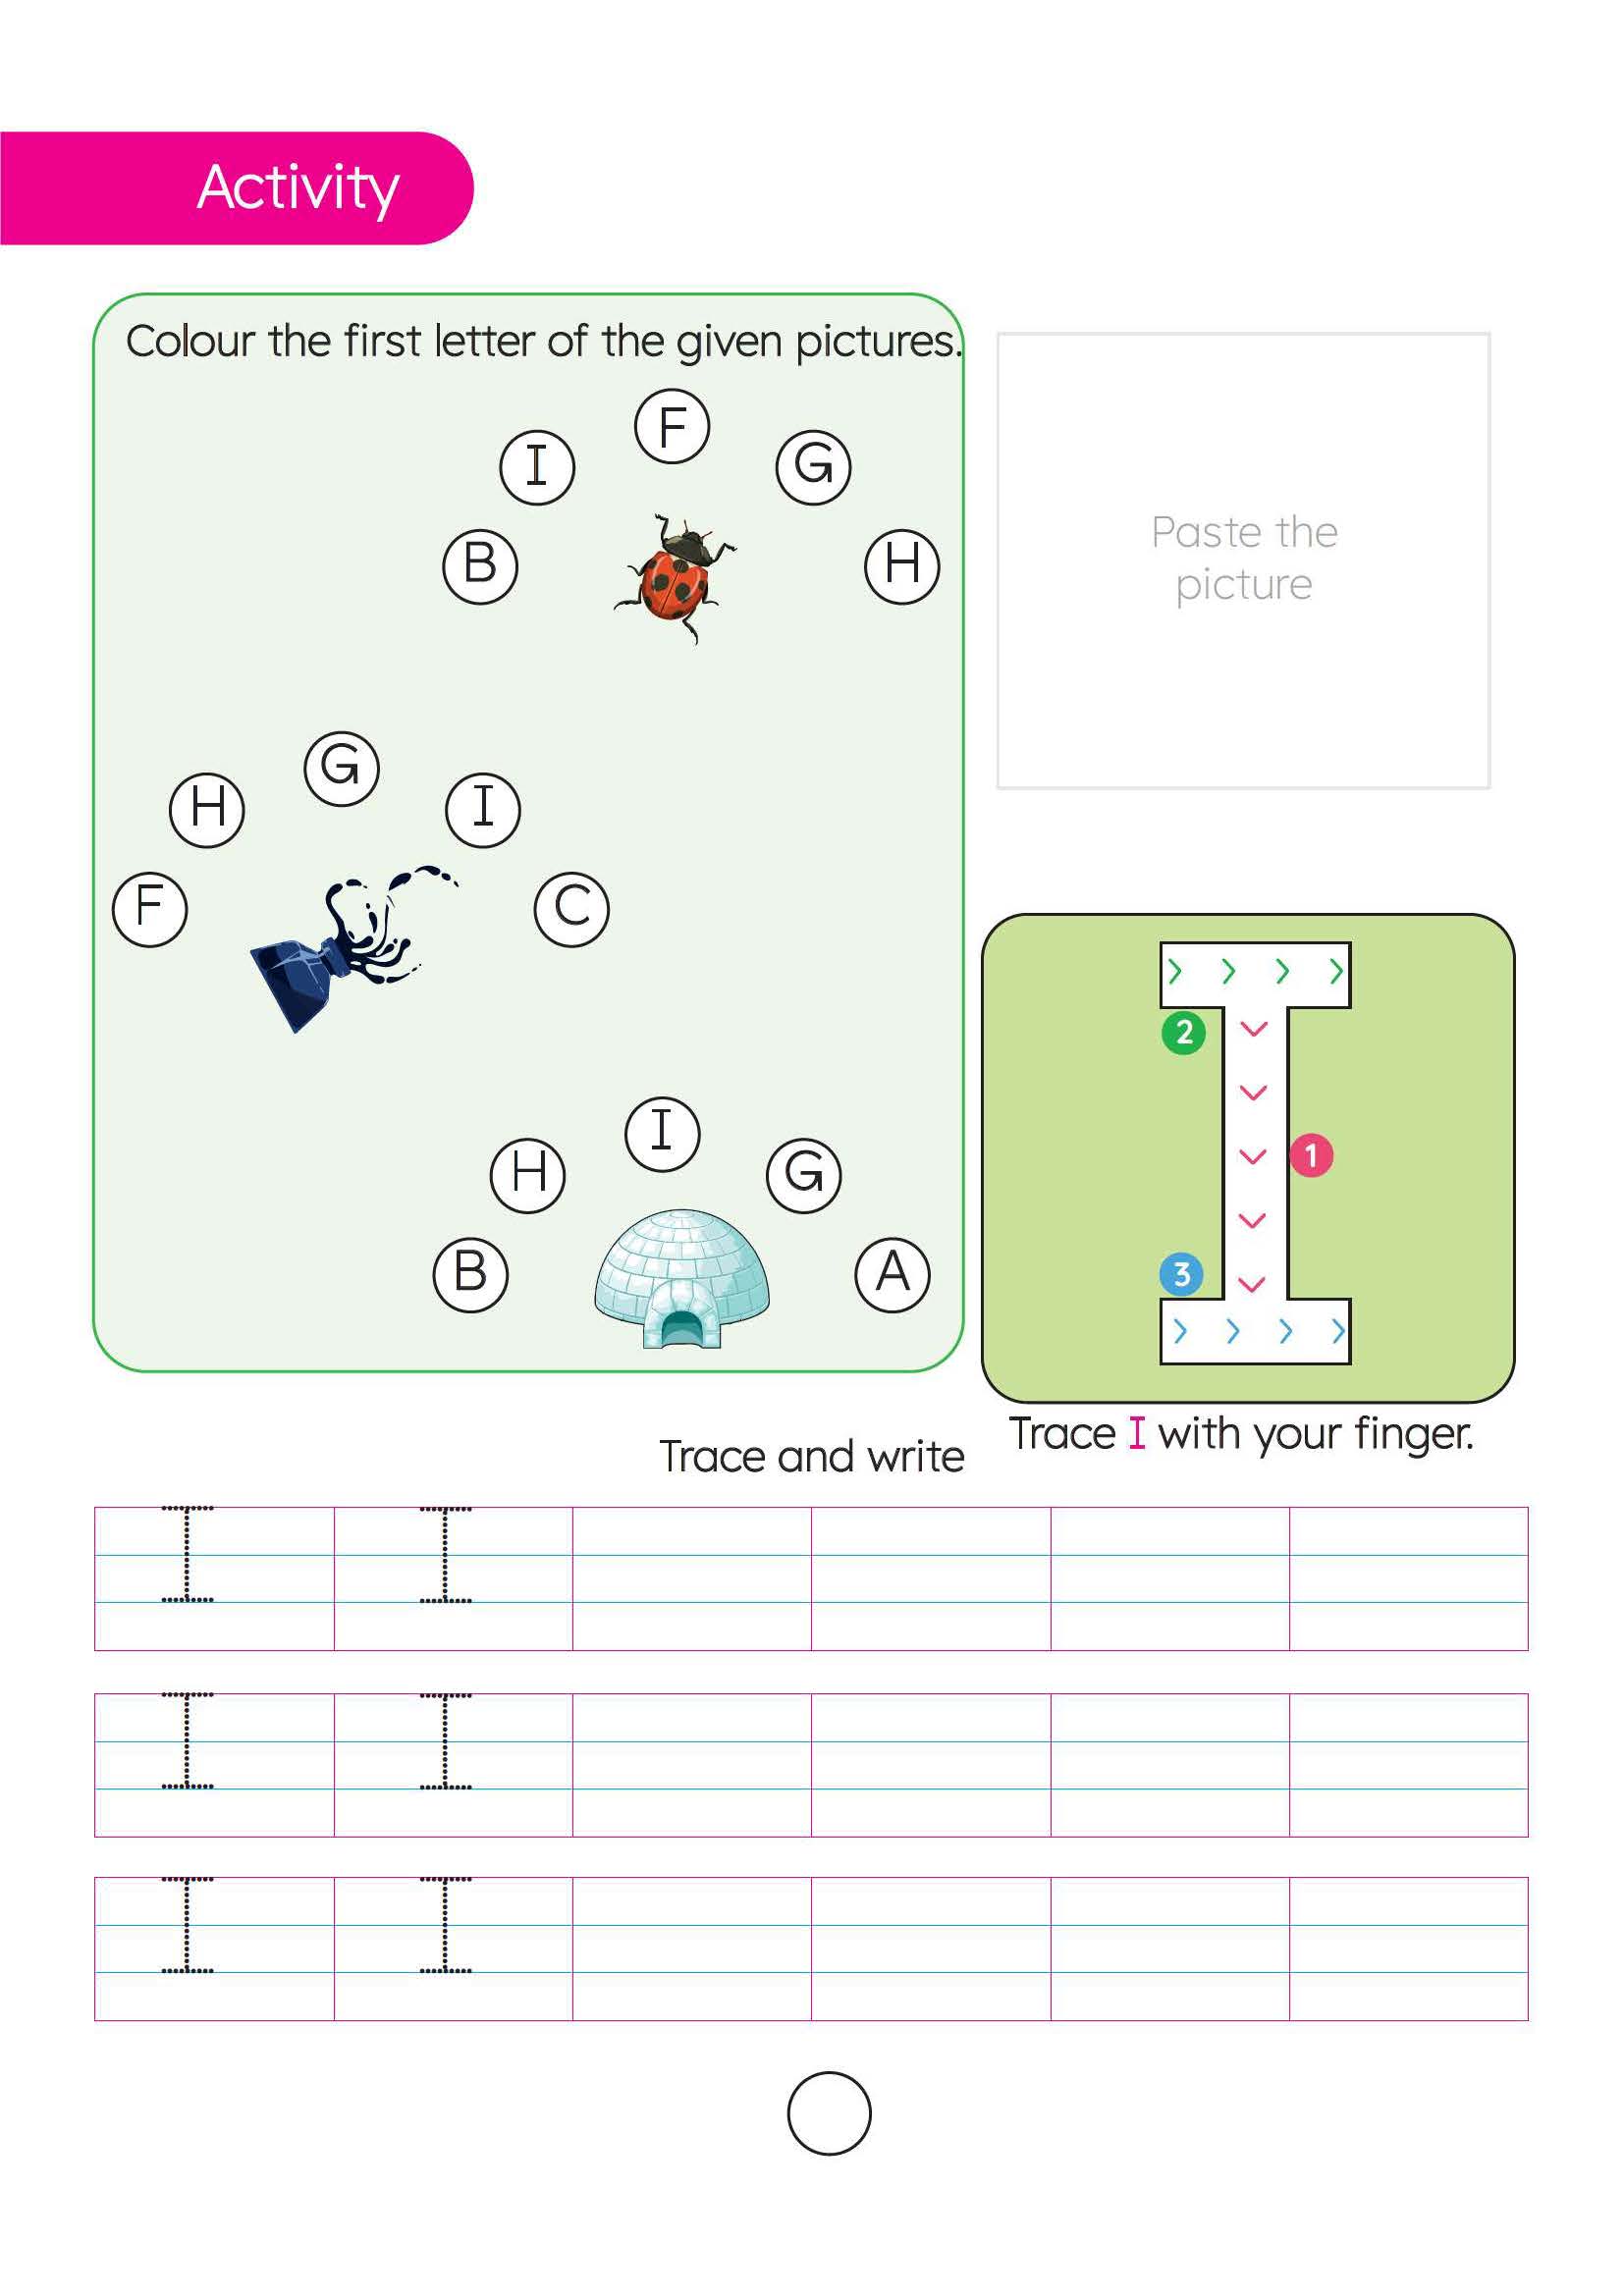 Activity
Colour the first letter of the given pictures.
F
I
G
B
H
G
H
I
F
C
I
H
G
B
A
Paste the
picture
2
1
3
Trace I with your finger.
Trace and write
I I
I I
I I